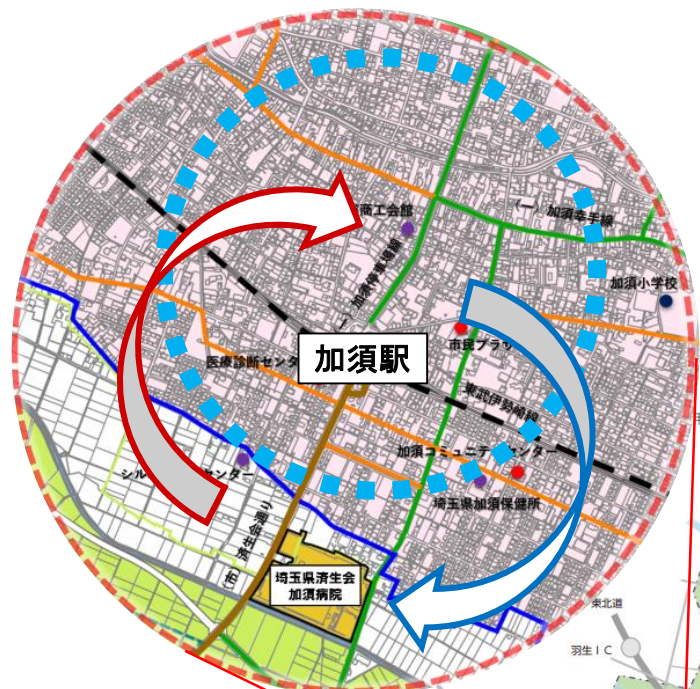 商工会館
(一)加須幸手線
(一)加須停車場線
加須小学校
市民プラザ
加須駅
医療診断センタ
東武伊勢崎線
加須コミュニティセンター
シル
センター
埼玉県加須保健所
(市)済生会通り
埼玉県済生会
加須病院
東北道
羽生IC